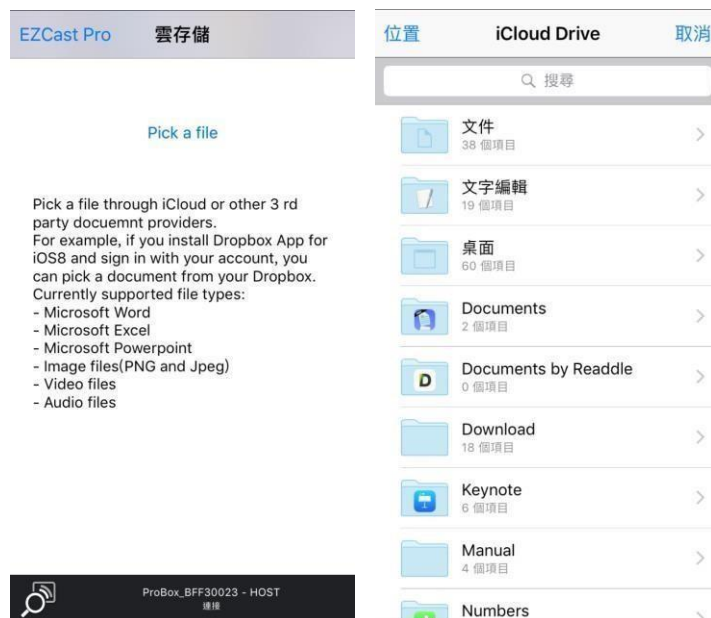 EZCast Pro 雲存儲
Pick a file
Pick a file through iCloud or other 3 rd
party docuemnt providers.
For example, if you install Dropbox App for
iOS8 and sign in with your account, you
can pick a document from your Dropbox.
Currently supported file types:
- Microsoft Word
- Microsoft Excel
- Microsoft Powerpoint
- Image files(PNG and Jpeg)
- Video files
- Audio files
ProBox_BFF30023 - HOST
連接
位置 iCloud Drive 取消
搜尋
文件
38 個項目
文字編輯
19 個項目
桌面
60 個項目
Documents
2 個項目
Documents by Readdle
0 個項目
Download
18 個項目
Keynote
6 個項目
Manual
4 個項目
Numbers